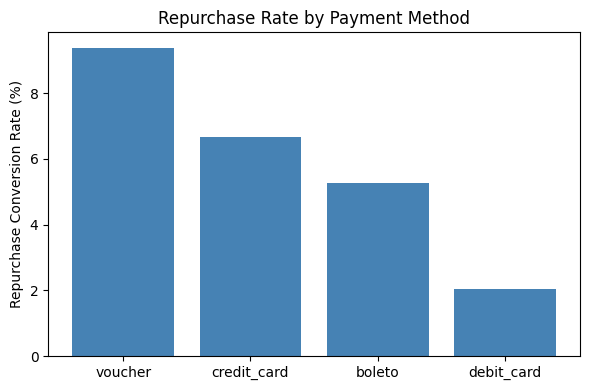 Repurchase Rate by Payment Method
Repurchase Conversion Rate (%)
8
6
4
2
0
voucher credit_card boleto debit_card